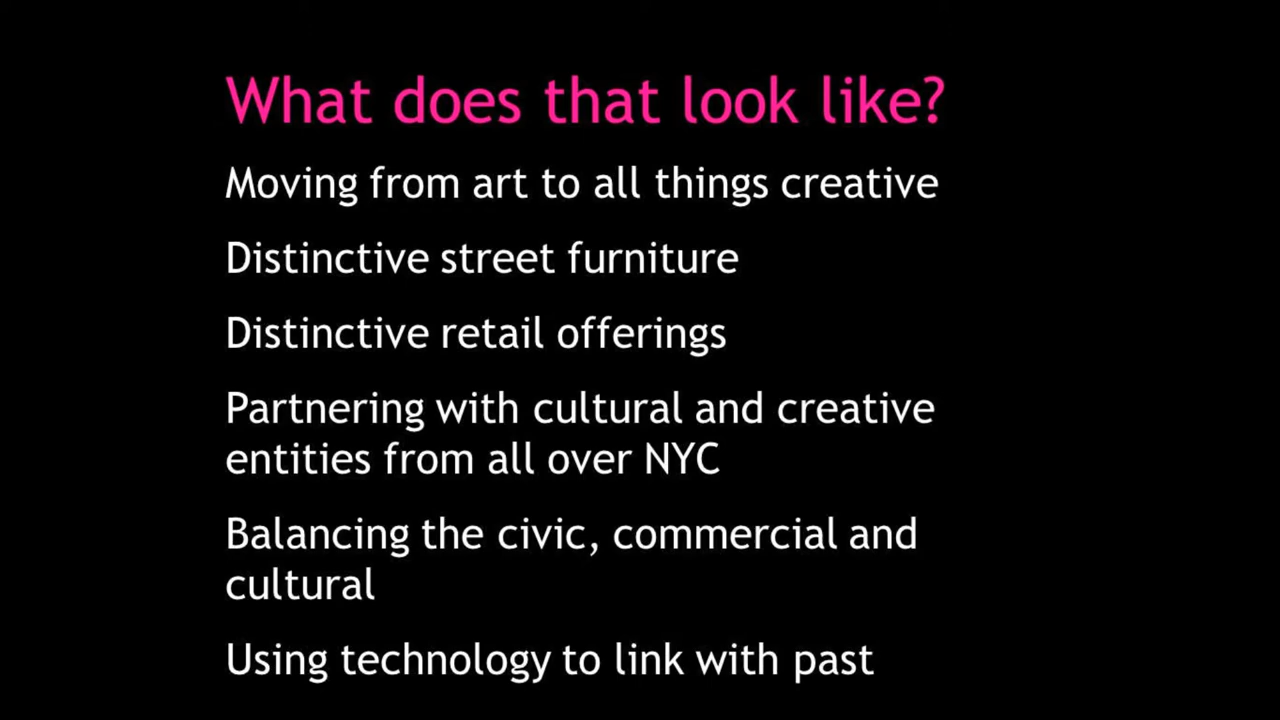 What does that look like?
Moving from art to all things creative
Distinctive street furniture
Distinctive retail offerings
Partnering with cultural and creative
entities from all over NYC
Balancing the civic, commercial and
cultural
Using technology to link with past